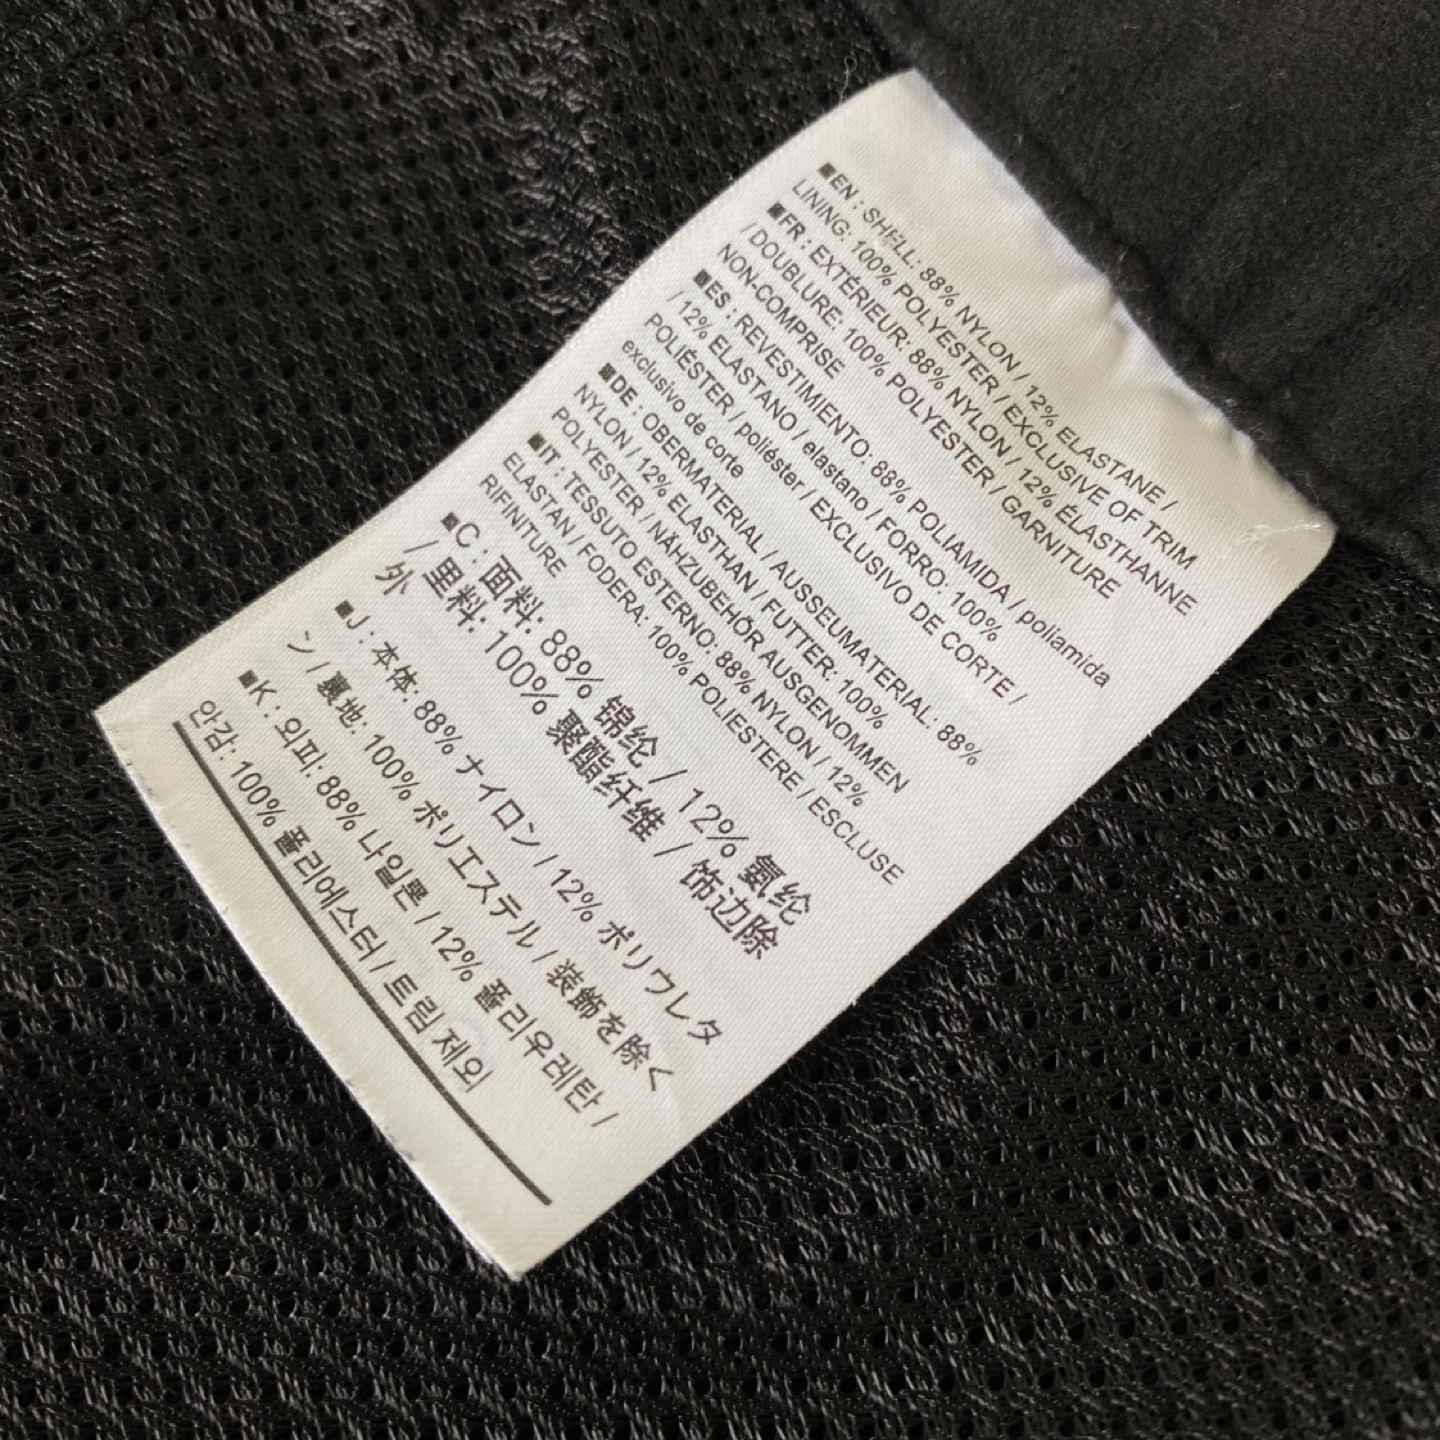 ■EN : SHELL: 88% NYLON / 12% ELASTANE /
LINING: 100% POLYESTER / EXCLUSIVE OF TRIM
■FR : EXTÉRIEUR: 88% NYLON / 12% ÉLASTHANNE
/ DOUBLURE: 100% POLYESTER / GARNITURE
NON-COMPRISE
■ES : REVESTIMIENTO: 88% POLIAMIDA / poliamida
/ 12% ELASTANO / elastano / FORRO: 100%
POLIÉSTER / poliéster / EXCLUSIVO DE CORTE /
exclusivo de corte
■DE : OBERMATERIAL / AUSSEUMATERIAL: 88%
NYLON / 12% ELASTHAN / FUTTER: 100%
POLYESTER / NÄHZUBEHÖR AUSGENOMMEN
■IT : TESSUTO ESTERNO: 88% NYLON / 12%
ELASTAN / FODERA: 100% POLIESTERE / ESCLUSE
RIFINITURE
■C : 面料: 88% 锦纶 / 12% 氨纶
/ 里料: 100% 聚酯纤维 / 饰边除
外
■J : 本体: 88% ナイロン / 12% ポリウレタ
ン / 裏地: 100% ポリエステル / 装飾を除く
■K : 외피: 88% 나일론 / 12% 폴리우레탄 /
안감: 100% 폴리에스터 / 트림 제외